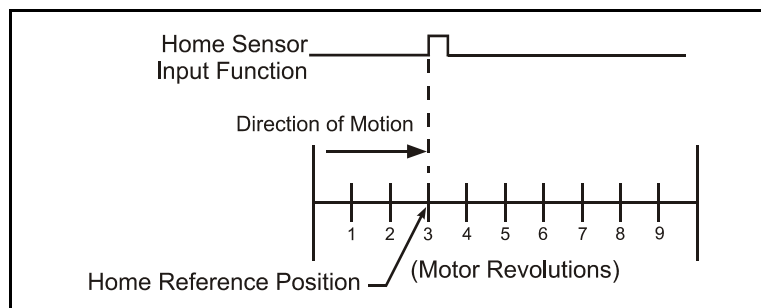 Home Sensor
Input Function
Direction of Motion
1 2 3 4 5 6 7 8 9
Home Reference Position
(Motor Revolutions)